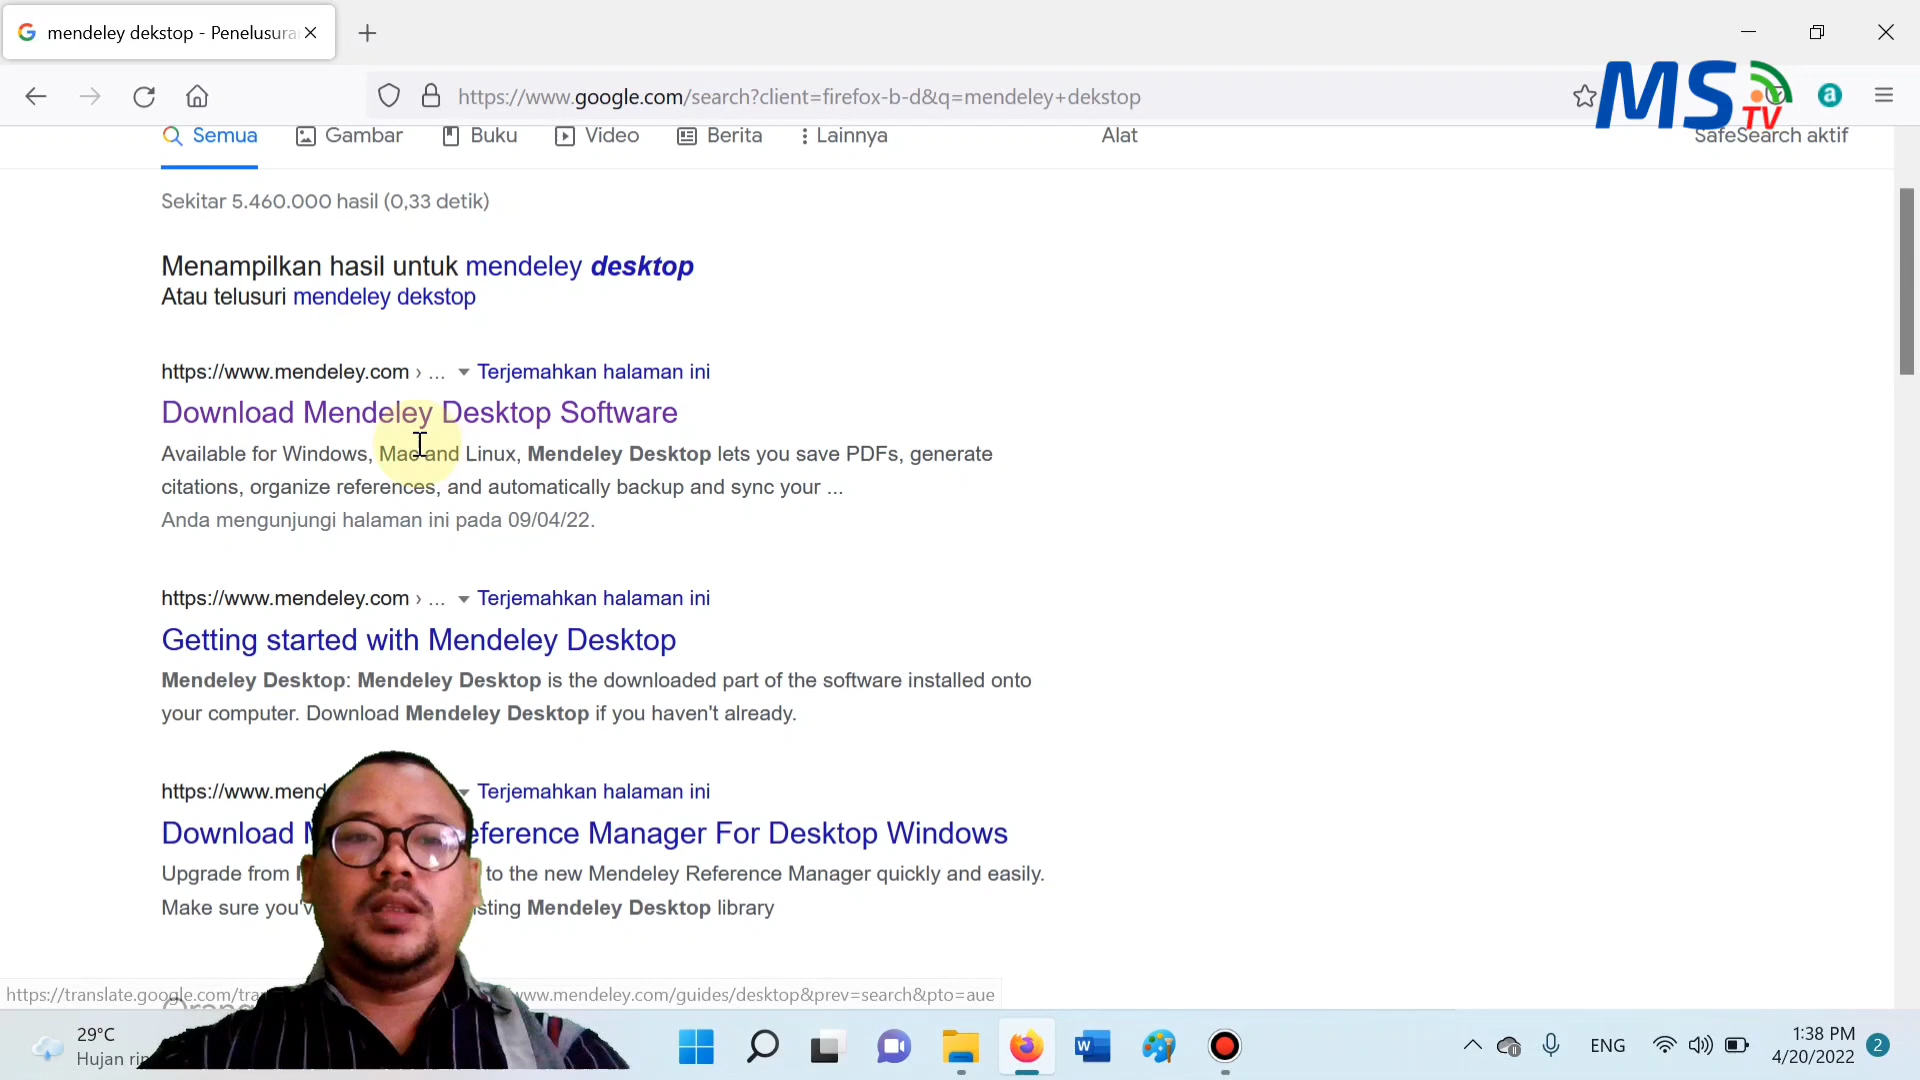 mendeley dekstop - Penelusura
https://www.google.com/search?client=firefox-b-d&q=mendeley+dekstop
MS TV
Semua Gambar Buku Video Berita Lainnya Alat SafeSearch aktif
Sekitar 5.460.000 hasil (0,33 detik)
Menampilkan hasil untuk mendeley desktop
Atau telusuri mendeley dekstop
https://www.mendeley.com › ... Terjemahkan halaman ini
Download Mendeley Desktop Software
Available for Windows, Mac and Linux, Mendeley Desktop lets you save PDFs, generate
citations, organize references, and automatically backup and sync your ...
Anda mengunjungi halaman ini pada 09/04/22.
https://www.mendeley.com › ... Terjemahkan halaman ini
Getting started with Mendeley Desktop
Mendeley Desktop: Mendeley Desktop is the downloaded part of the software installed onto
your computer. Download Mendeley Desktop if you haven't already.
https://www.mend Terjemahkan halaman ini
Download eference Manager For Desktop Windows
Upgrade from to the new Mendeley Reference Manager quickly and easily.
Make sure you'v sting Mendeley Desktop library
https://translate.google.com/tra www.mendeley.com/guides/desktop&prev=search&pto=aue
29°C
Hujan rin
ENG
1:38 PM
4/20/2022
2